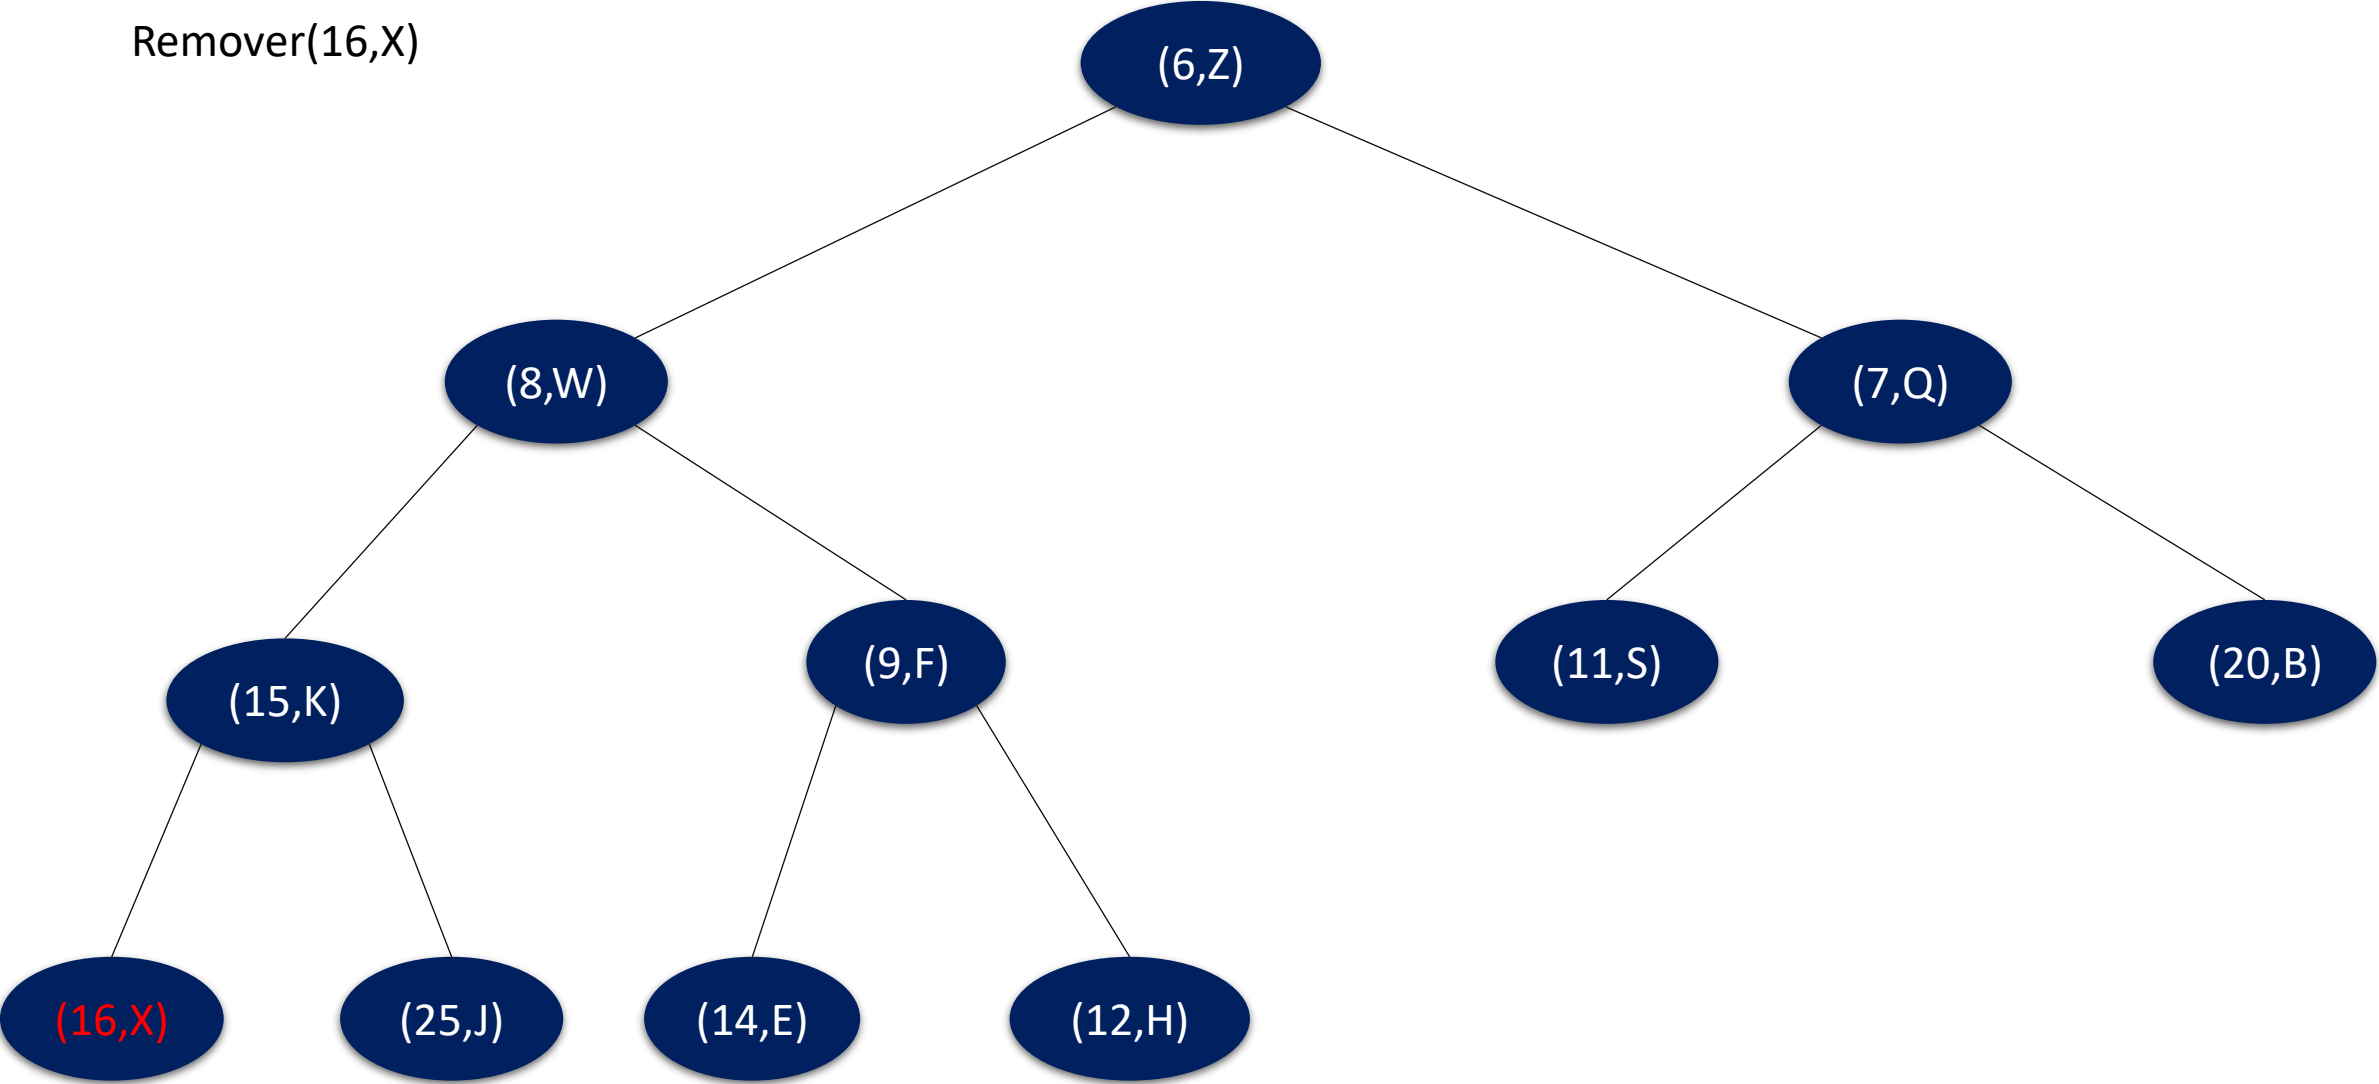 Remover(16,X)
(6,Z)
(8,W)
(7,Q)
(15,K)
(9,F)
(11,S)
(20,B)
(16,X)
(25,J)
(14,E)
(12,H)